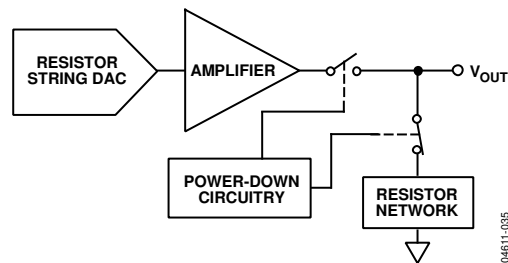 RESISTOR
STRING DAC
AMPLIFIER
VOUT
POWER-DOWN
CIRCUITRY
RESISTOR
NETWORK
04611-035